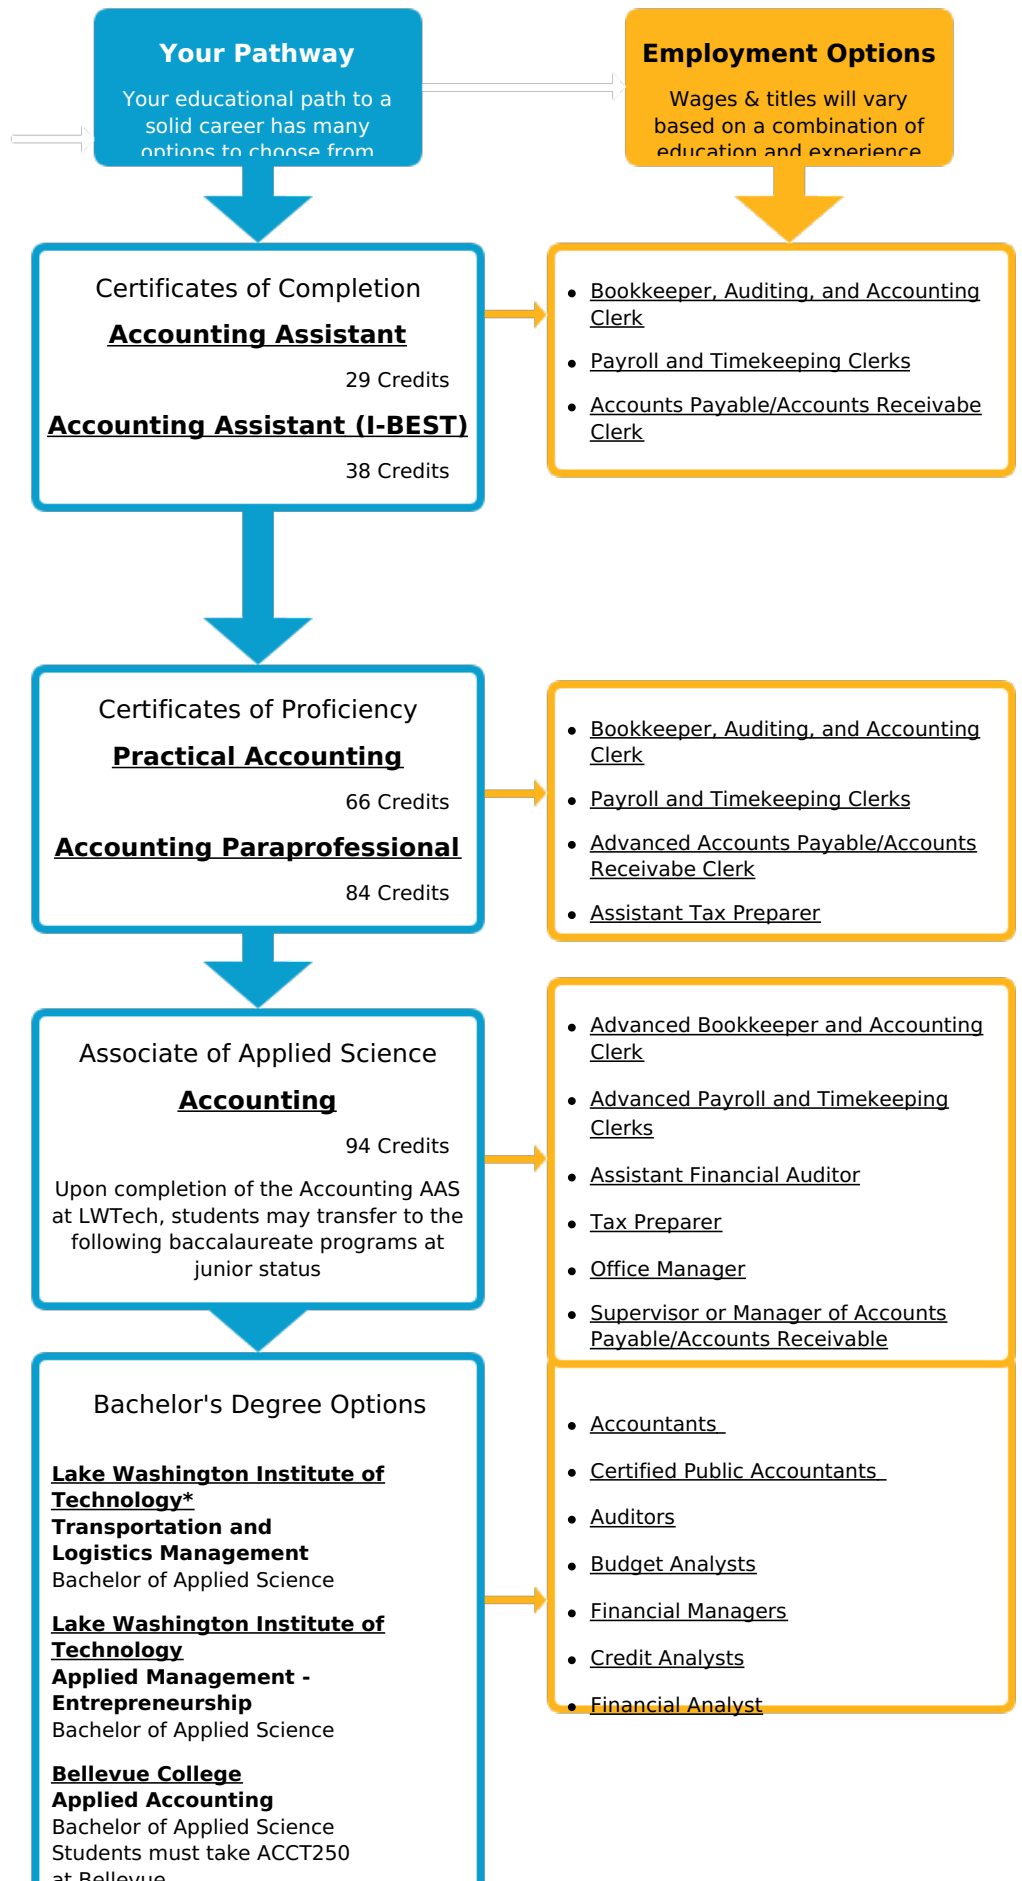 Your Pathway
Your educational path to a
solid career has many
options to choose from
Employment Options
Wages & titles will vary
based on a combination of
education and experience
Certificates of Completion
Accounting Assistant
29 Credits
Accounting Assistant (I-BEST)
38 Credits
• Bookkeeper, Auditing, and Accounting
Clerk
• Payroll and Timekeeping Clerks
• Accounts Payable/Accounts Receivabe
Clerk
Certificates of Proficiency
Practical Accounting
66 Credits
Accounting Paraprofessional
84 Credits
• Bookkeeper, Auditing, and Accounting
Clerk
• Payroll and Timekeeping Clerks
• Advanced Accounts Payable/Accounts
Receivabe Clerk
• Assistant Tax Preparer
Associate of Applied Science
Accounting
94 Credits
Upon completion of the Accounting AAS
at LWTech, students may transfer to the
following baccalaureate programs at
junior status
• Advanced Bookkeeper and Accounting
Clerk
• Advanced Payroll and Timekeeping
Clerks
• Assistant Financial Auditor
• Tax Preparer
• Office Manager
• Supervisor or Manager of Accounts
Payable/Accounts Receivable
Bachelor's Degree Options
Lake Washington Institute of
Technology*
Transportation and
Logistics Management
Bachelor of Applied Science
Lake Washington Institute of
Technology
Applied Management -
Entrepreneurship
Bachelor of Applied Science
Bellevue College
Applied Accounting
Bachelor of Applied Science
Students must take ACCT250
at Bellevue
• Accountants
• Certified Public Accountants
• Auditors
• Budget Analysts
• Financial Managers
• Credit Analysts
• Financial Analyst